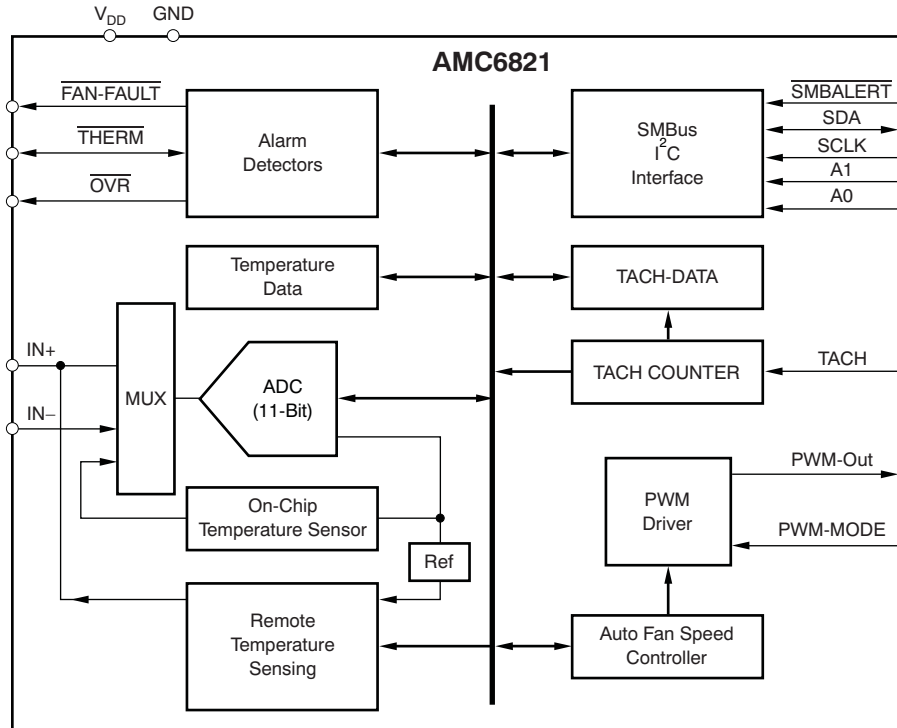 V_DD GND
AMC6821
FAN-FAULT
THERM
OVR
Alarm
Detectors
SMBus
I²C
Interface
SMBALERT
SDA
SCLK
A1
A0
Temperature
Data
TACH-DATA
IN+
IN−
MUX
ADC
(11-Bit)
TACH COUNTER
TACH
On-Chip
Temperature Sensor
Ref
PWM
Driver
PWM-Out
PWM-MODE
Remote
Temperature
Sensing
Auto Fan Speed
Controller